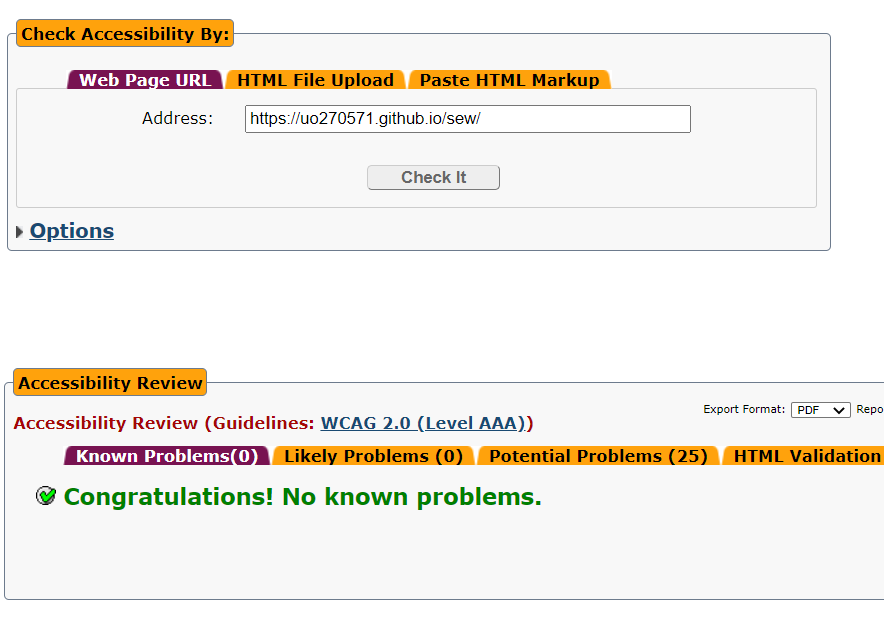 Check Accessibility By:
Web Page URL HTML File Upload Paste HTML Markup
Address: https://uo270571.github.io/sew/
Check It
Options
Accessibility Review
Export Format: PDF Repo
Accessibility Review (Guidelines: WCAG 2.0 (Level AAA))
Known Problems(0) Likely Problems (0) Potential Problems (25) HTML Validation
Congratulations! No known problems.